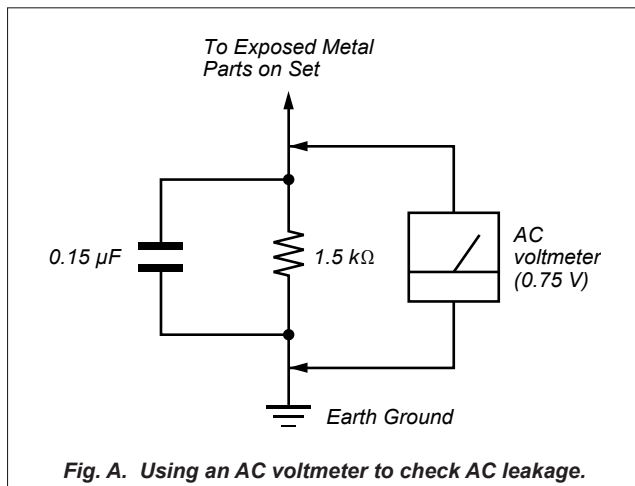 To Exposed Metal
Parts on Set
0.15 μF
1.5 kΩ
AC
voltmeter
(0.75 V)
Earth Ground
Fig. A. Using an AC voltmeter to check AC leakage.